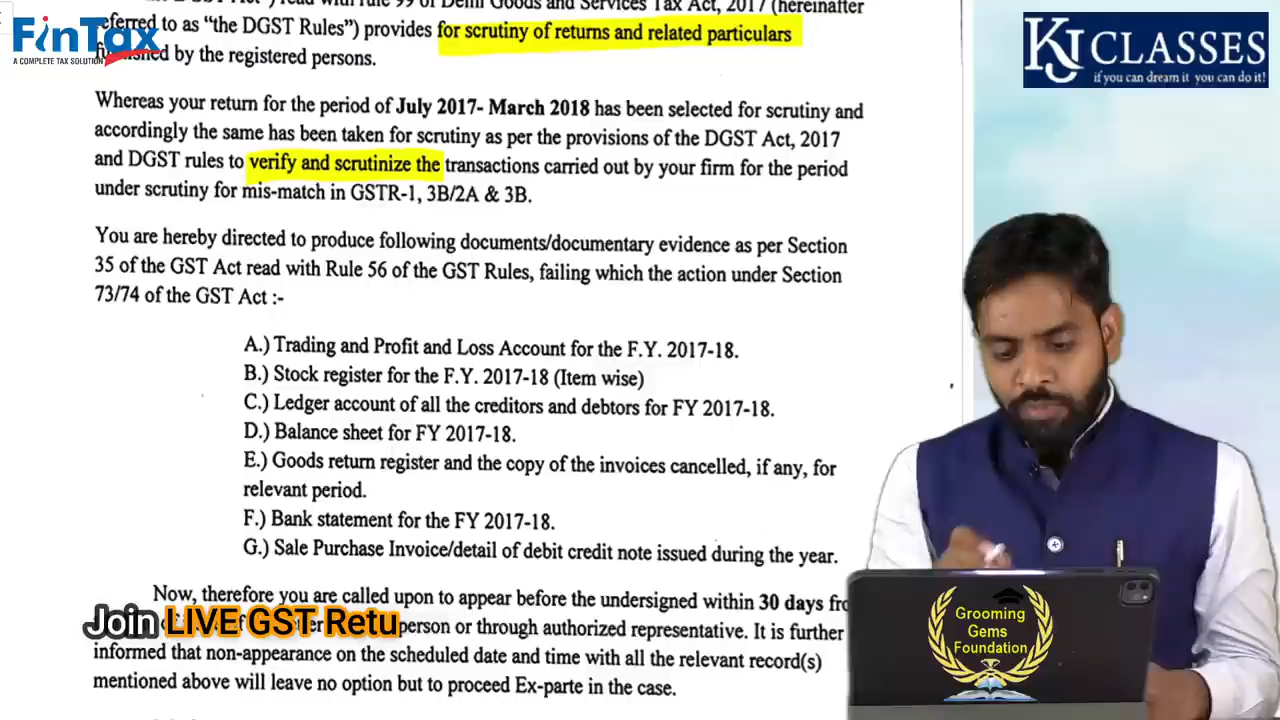 referred to as “the DGST Rules”) provides for scrutiny of returns and related particulars
by the registered persons.
FinTax
A COMPLETE TAX SOLUTION
KJ CLASSES
if you can dream it you can do it!
Whereas your return for the period of July 2017- March 2018 has been selected for scrutiny and
accordingly the same has been taken for scrutiny as per the provisions of the DGST Act, 2017
and DGST rules to verify and scrutinize the transactions carried out by your firm for the period
under scrutiny for mis-match in GSTR-1, 3B/2A & 3B.
You are hereby directed to produce following documents/documentary evidence as per Section
35 of the GST Act read with Rule 56 of the GST Rules, failing which the action under Section
73/74 of the GST Act :-
A.) Trading and Profit and Loss Account for the F.Y. 2017-18.
B.) Stock register for the F.Y. 2017-18 (Item wise)
C.) Ledger account of all the creditors and debtors for FY 2017-18.
D.) Balance sheet for FY 2017-18.
E.) Goods return register and the copy of the invoices cancelled, if any, for
relevant period.
F.) Bank statement for the FY 2017-18.
G.) Sale Purchase Invoice/detail of debit credit note issued during the year.
Now, therefore you are called upon to appear before the undersigned within 30 days
Join LIVE GST Retu
person or through authorized representative. It is further
informed that non-appearance on the scheduled date and time with all the relevant record(s)
mentioned above will leave no option but to proceed Ex-parte in the case.
Grooming
Gems
Foundation